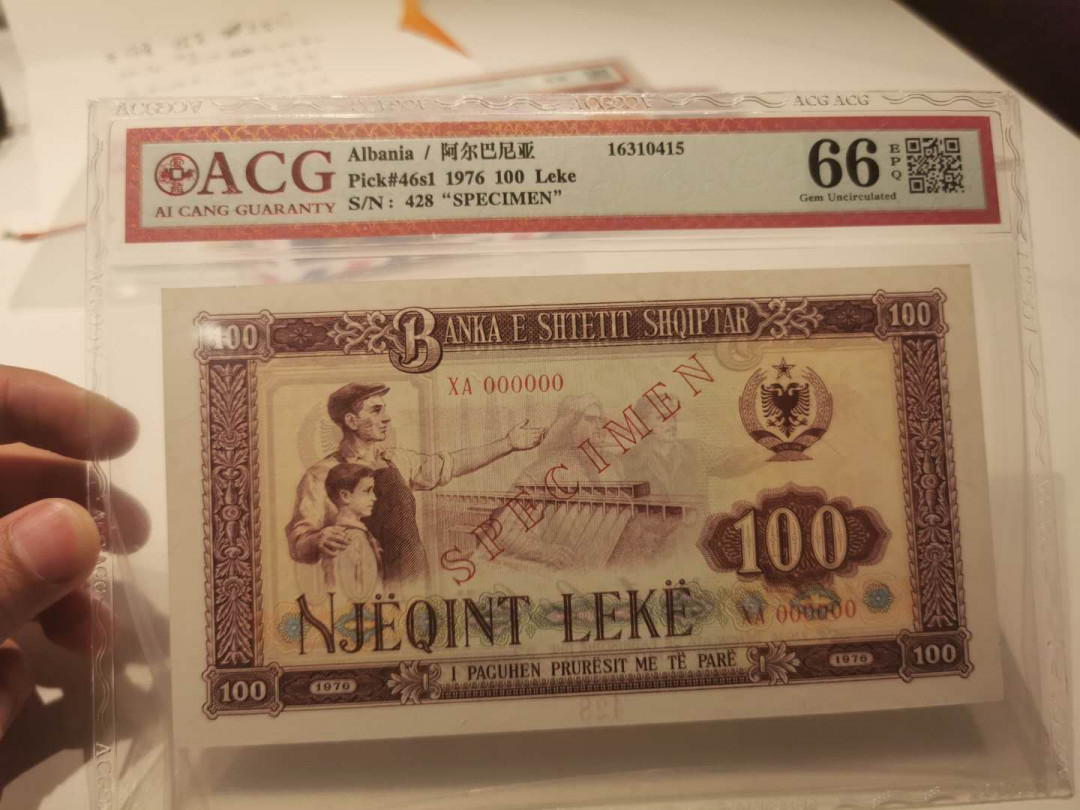 ACG ACG
ACG
AI CANG GUARANTY
Albania / 阿尔巴尼亚
16310415
Pick#46s1 1976 100 Leke
S/N: 428 "SPECIMEN"
66
EPQ
Gem Uncirculated
100
BANKA E SHTETIT SHQIPTAR
100
XA 000000
SPECIMEN
100
NJËQINT LEKË
XA 000000
I PAGUHEN PRURËSIT ME TË PARË
100
1976
1976
100